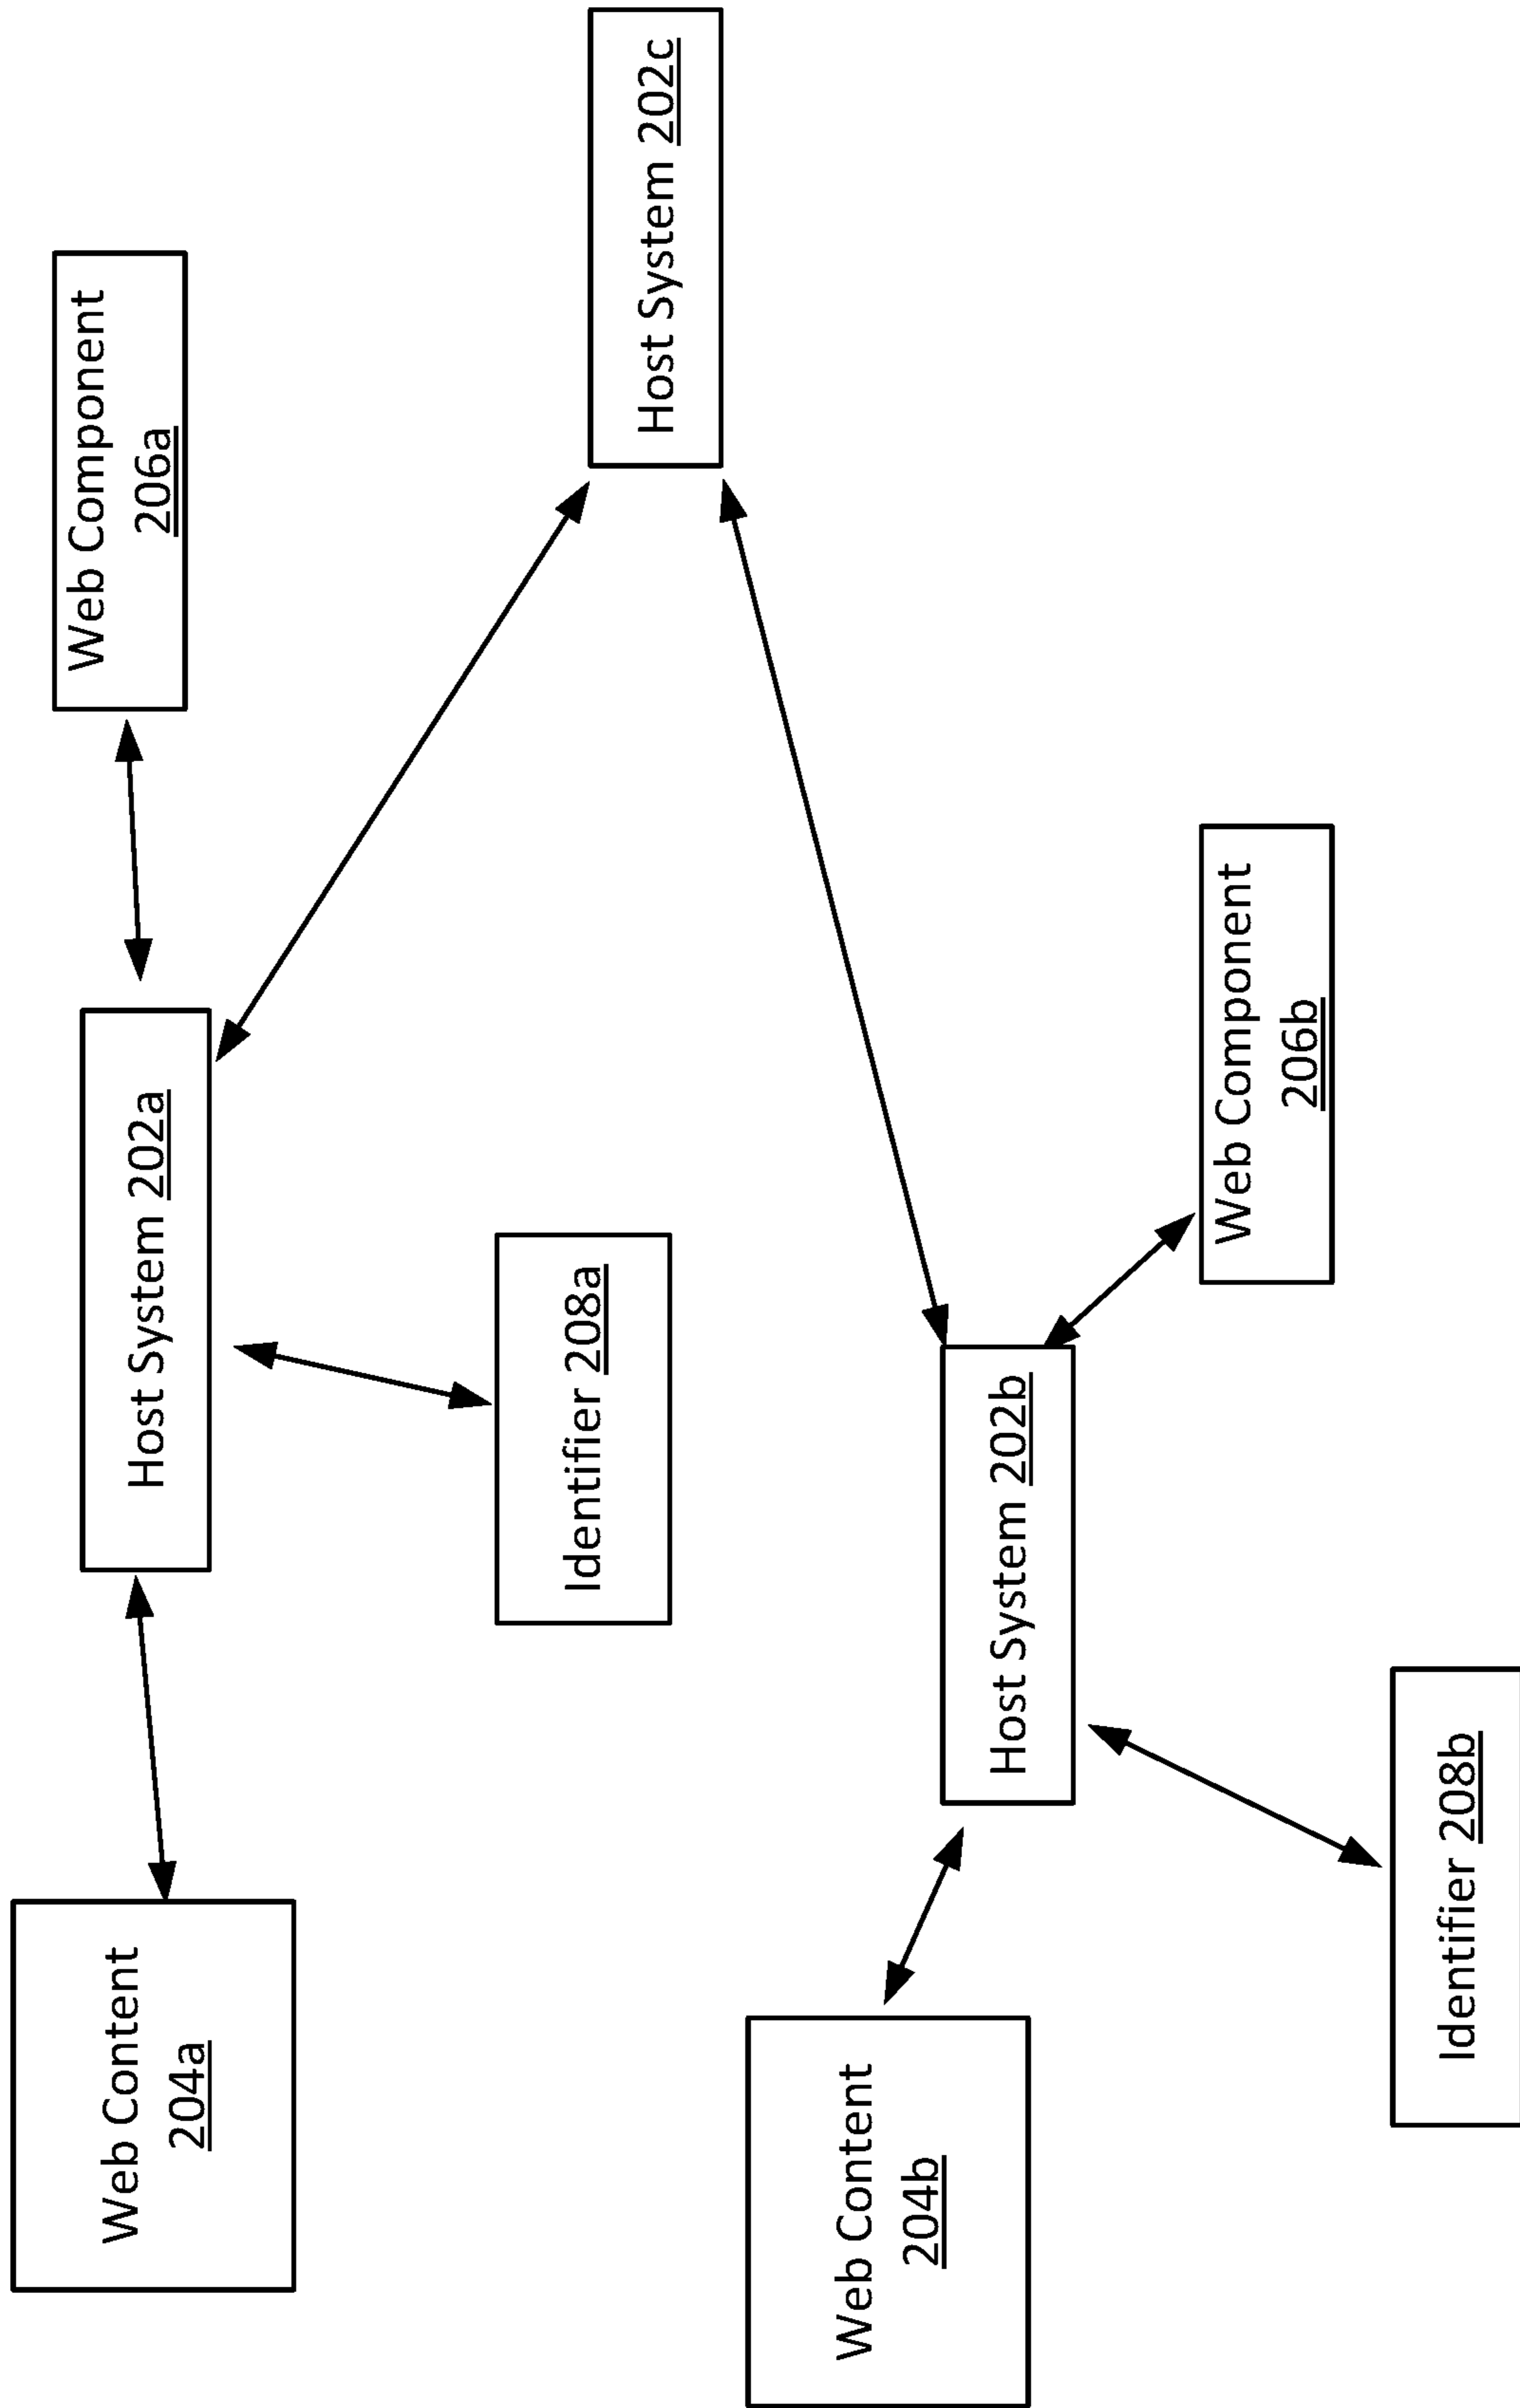 Web Content
204a
Host System 202a
Web Component
206a
Identifier 208a
Host System 202c
Web Content
204b
Host System 202b
Web Component
206b
Identifier 208b